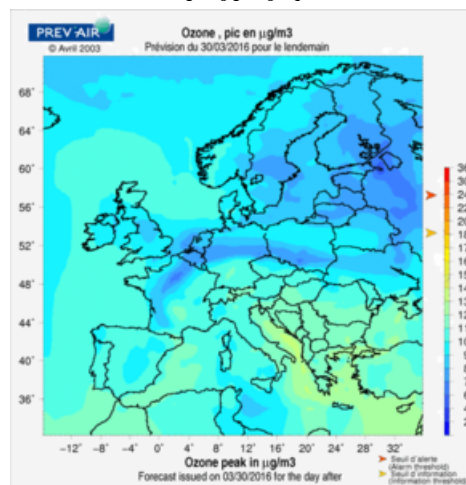 PREV'AIR
© Avril 2003
Ozone , pic en µg/m3
Prévision du 30/03/2016 pour le lendemain
68°
64°
60°
56°
52°
48°
44°
40°
36°
−12° −8° −4° 0° 4° 8° 12° 16° 20° 24° 28° 32°
Ozone peak in µg/m3
Forecast issued on 03/30/2016 for the day after
Seuil d'alerte
(Alarm threshold)
Seuil d'information
(Information threshold)